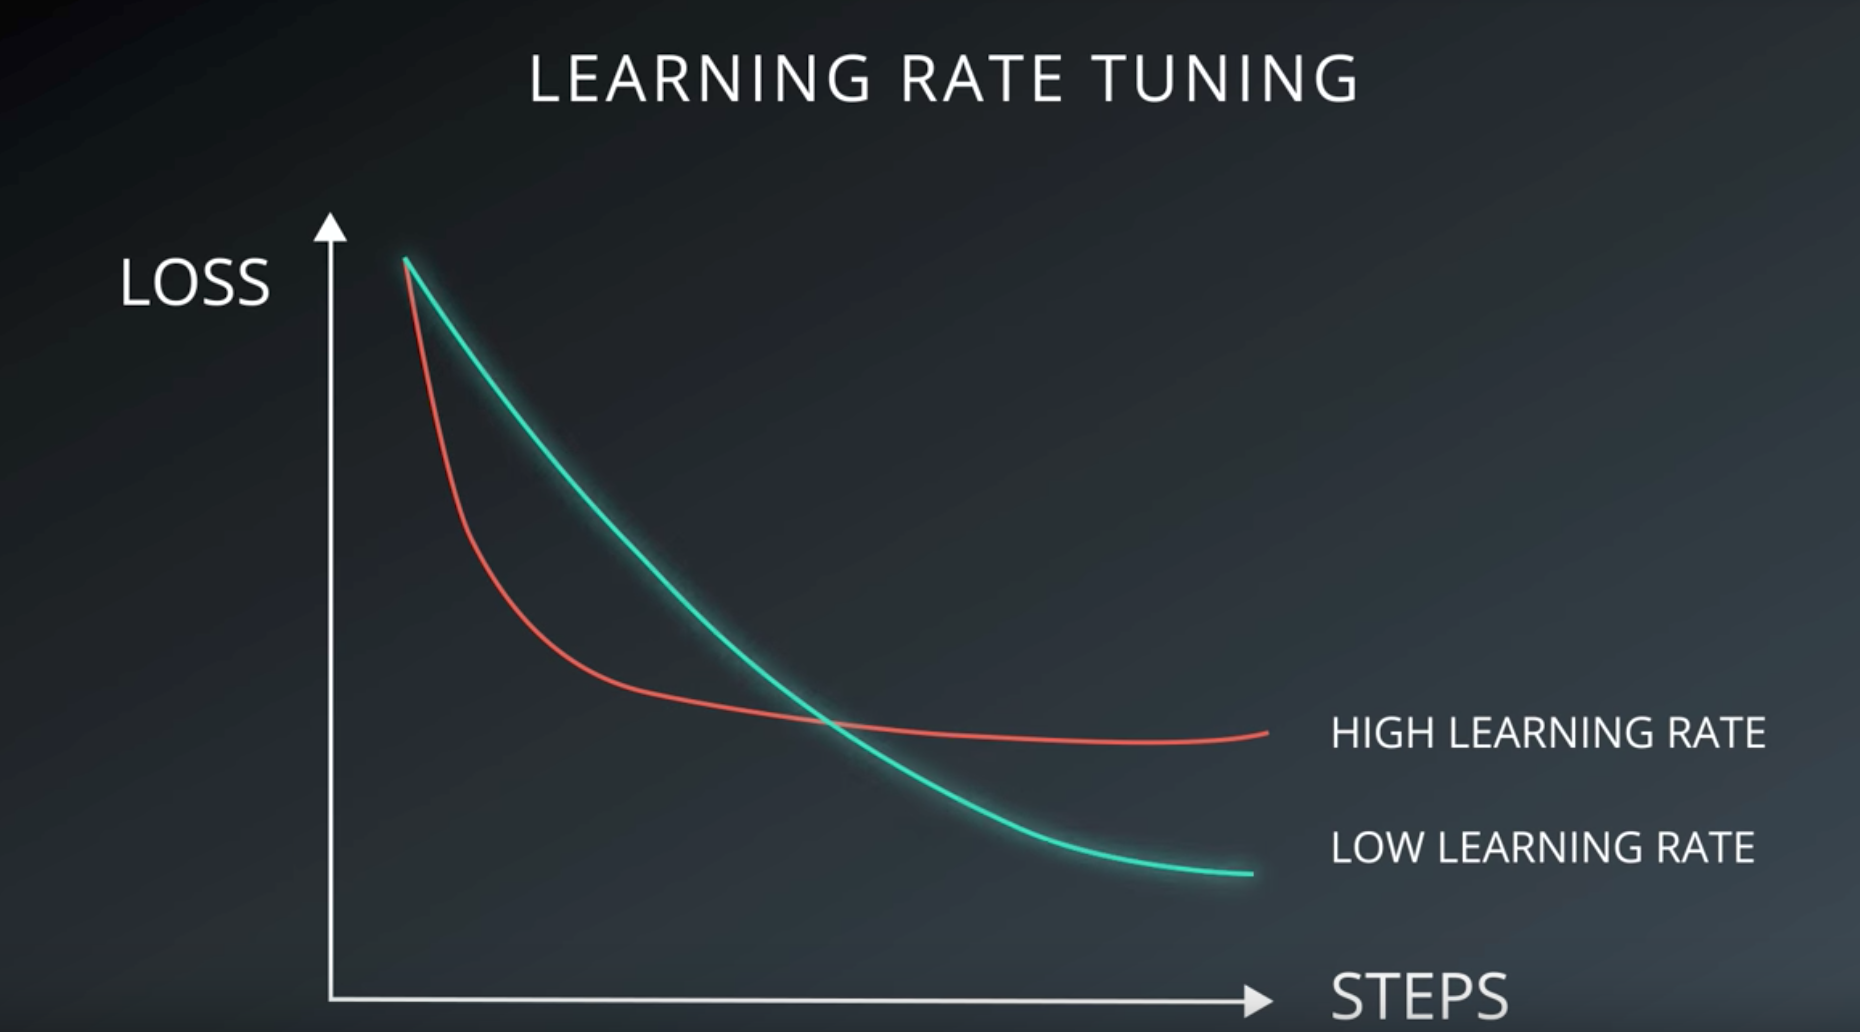 LEARNING RATE TUNING
LOSS
HIGH LEARNING RATE
LOW LEARNING RATE
STEPS